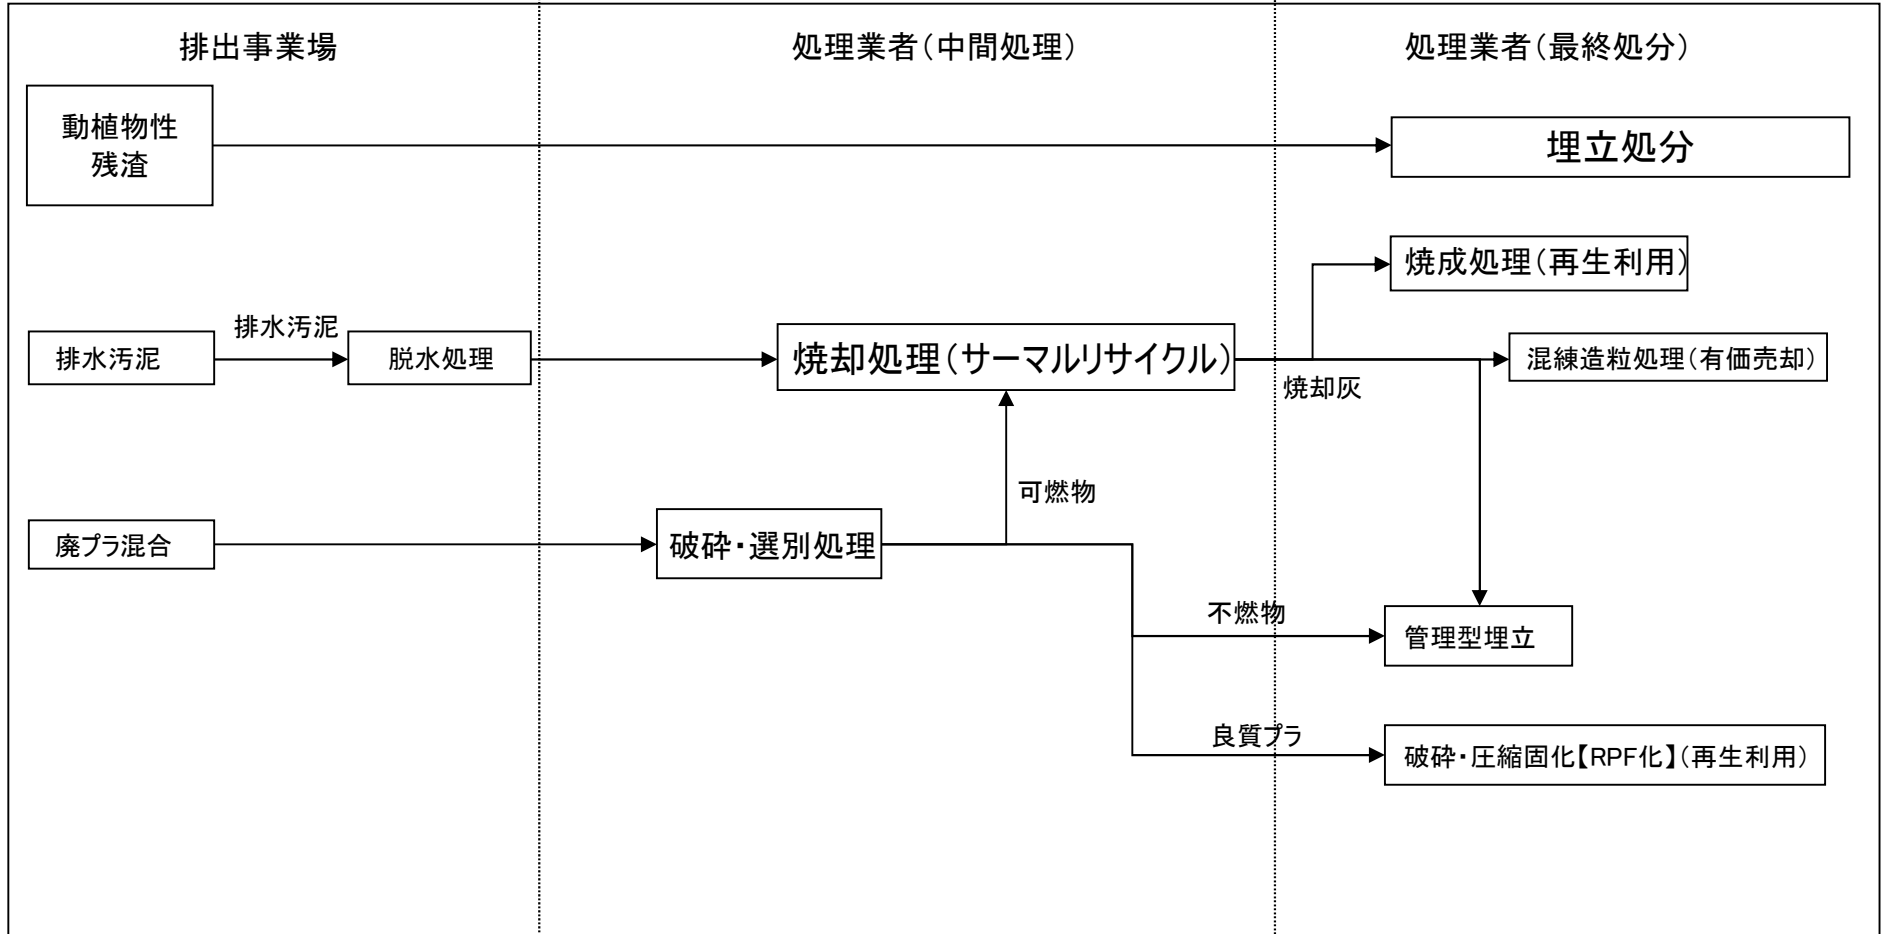 排出事業場
処理業者(中間処理)
処理業者(最終処分)
動植物性
残渣
埋立処分
焼成処理(再生利用)
排水汚泥
排水汚泥
脱水処理
焼却処理(サーマルリサイクル)
焼却灰
混練造粒処理(有価売却)
可燃物
廃プラ混合
破砕・選別処理
不燃物
管理型埋立
良質プラ
破砕・圧縮固化【RPF化】(再生利用)